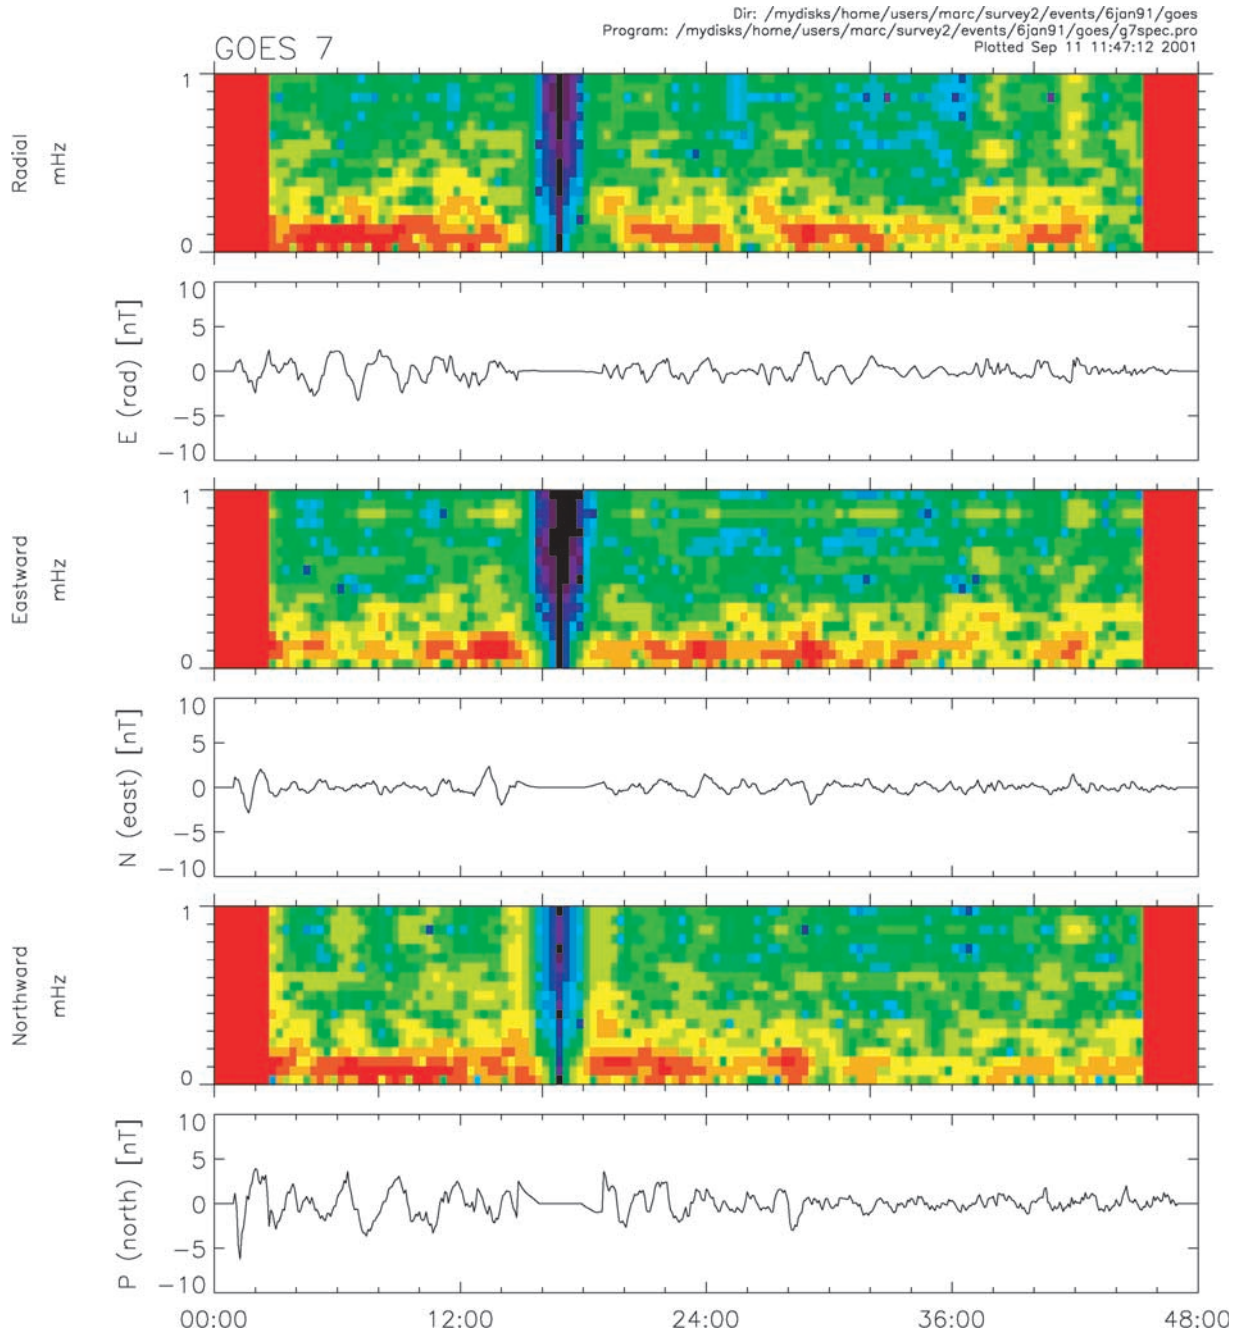 Dir: /mydisks/home/users/marc/survey2/events/6jan91/goes
Program: /mydisks/home/users/marc/survey2/events/6jan91/goes/g7spec.pro
Plotted Sep 11 11:47:12 2001
GOES 7
Radial
mHz
1
0
E (rad) [nT]
10
5
0
−5
−10
Eastward
mHz
1
0
N (east) [nT]
10
5
0
−5
−10
Northward
mHz
1
0
P (north) [nT]
10
5
0
−5
−10
00:00 12:00 24:00 36:00 48:00